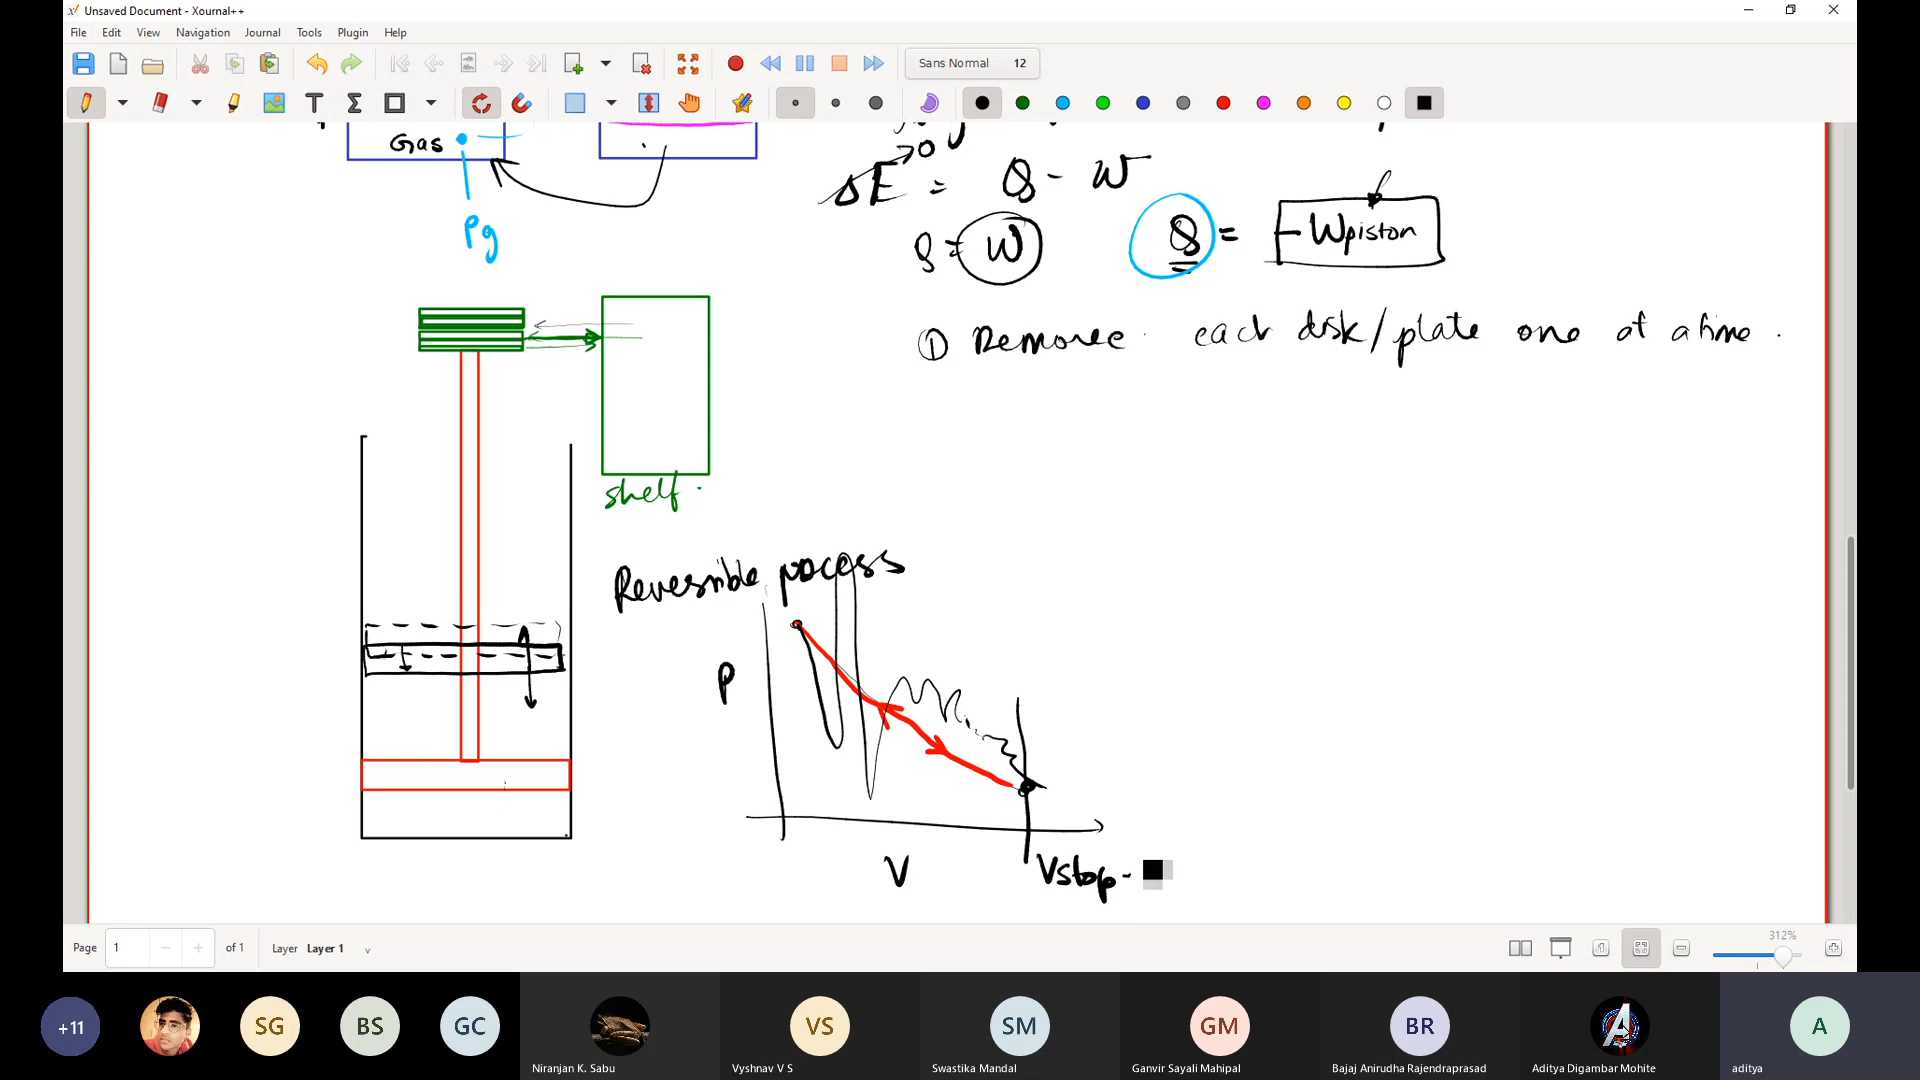 Unsaved Document - Xournal++
File Edit View Navigation Journal Tools Plugin Help
Sans Normal 12
Gas
Pg
ΔE = Q - W
→0
Q = W
Q = -Wpiston
① Remove each disk/plate one at a time.
shelf.
Reversible process
P
V
Vstop-
Page 1 of 1 Layer Layer 1
312%
+11 SG BS GC VS SM GM BR A
Niranjan K. Sabu Vyshnav V S Swastika Mandal Ganvir Sayali Mahipal Bajaj Anirudha Rajendraprasad Aditya Digambar Mohite aditya